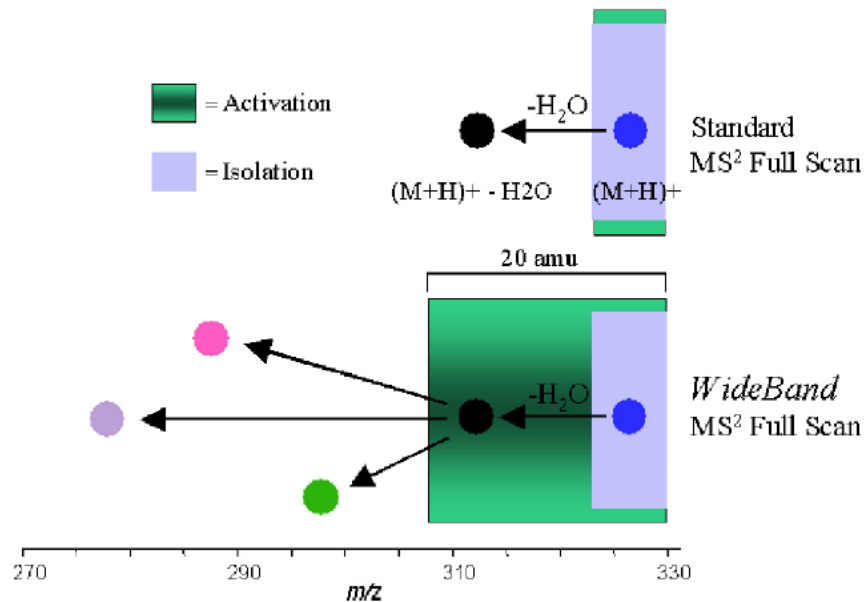 = Activation
= Isolation
-H₂O
(M+H)+ - H2O
(M+H)+
Standard
MS² Full Scan
20 amu
-H₂O
WideBand
MS² Full Scan
270
290
310
330
m/z